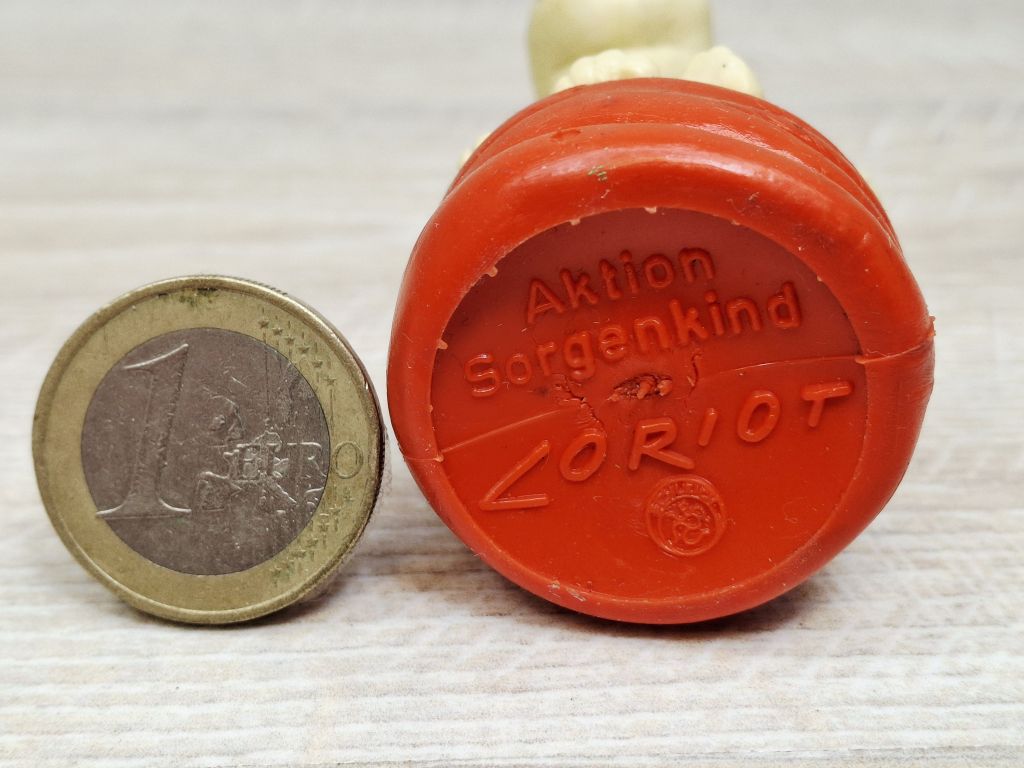 1
EURO
Aktion
Sorgenkind
LORIOT